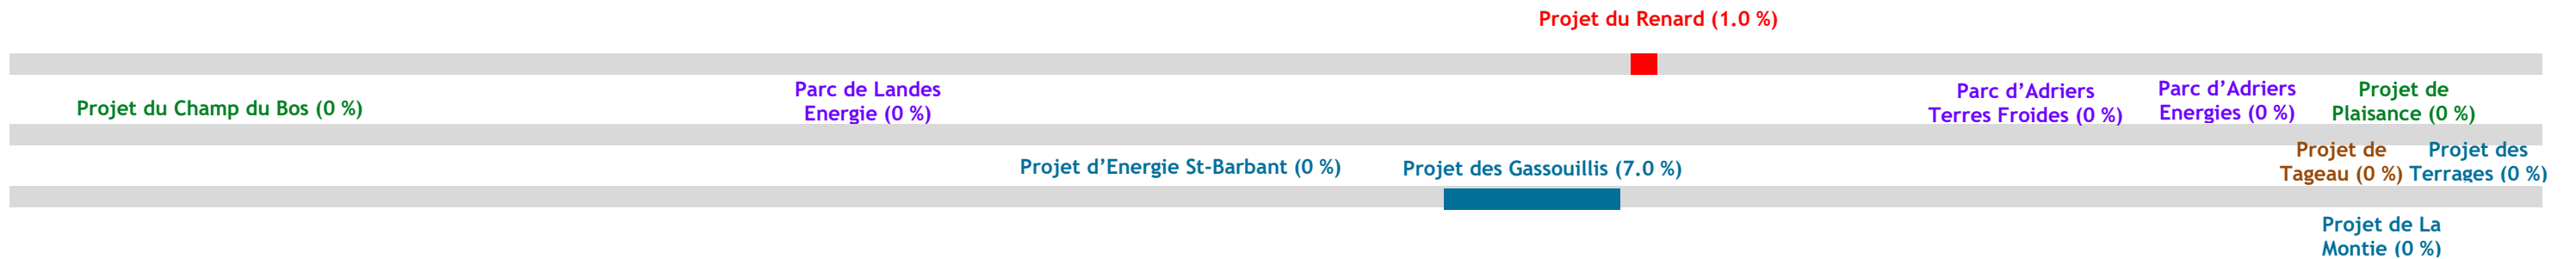 Projet du Renard (1.0 %)
Projet du Champ du Bos (0 %)
Parc de Landes
Energie (0 %)
Parc d’Adriers
Terres Froides (0 %)
Parc d’Adriers
Energies (0 %)
Projet de
Plaisance (0 %)
Projet d’Energie St-Barbant (0 %)
Projet des Gassouillis (7.0 %)
Projet de
Tageau (0 %)
Projet des
Terrages (0 %)
Projet de La
Montie (0 %)